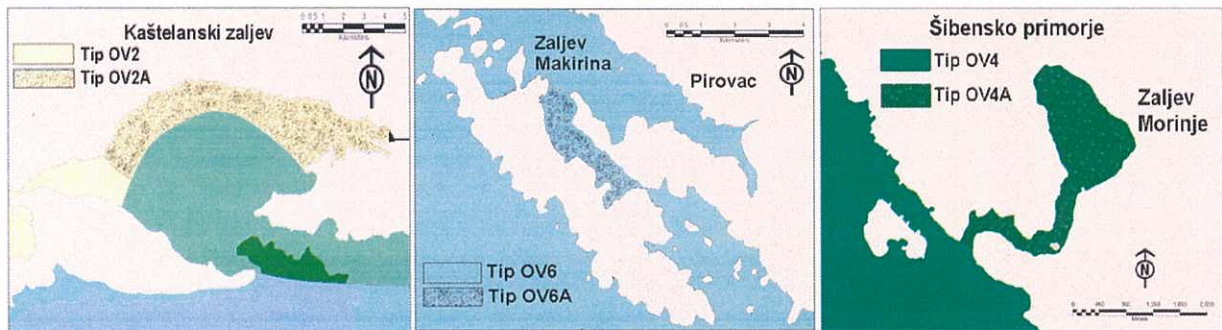 Kaštelanski zaljev
Tip OV2
Tip OV2A
N
Zaljev
Makirina
Pirovac
N
Tip OV6
Tip OV6A
Šibensko primorje
Tip OV4
Tip OV4A
Zaljev
Morinje
N